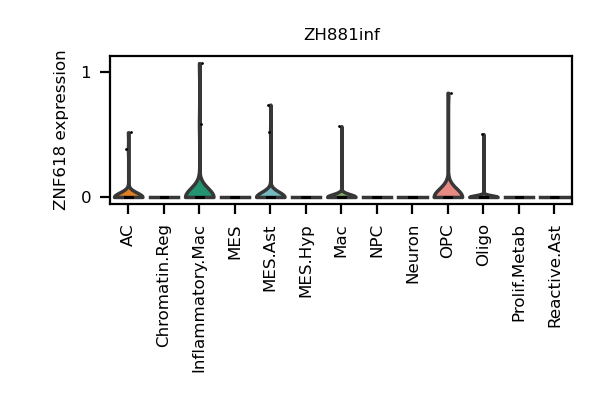 ZH881inf
ZNF618 expression
1
0
AC
Chromatin.Reg
Inflammatory.Mac
MES
MES.Ast
MES.Hyp
Mac
NPC
Neuron
OPC
Oligo
Prolif.Metab
Reactive.Ast